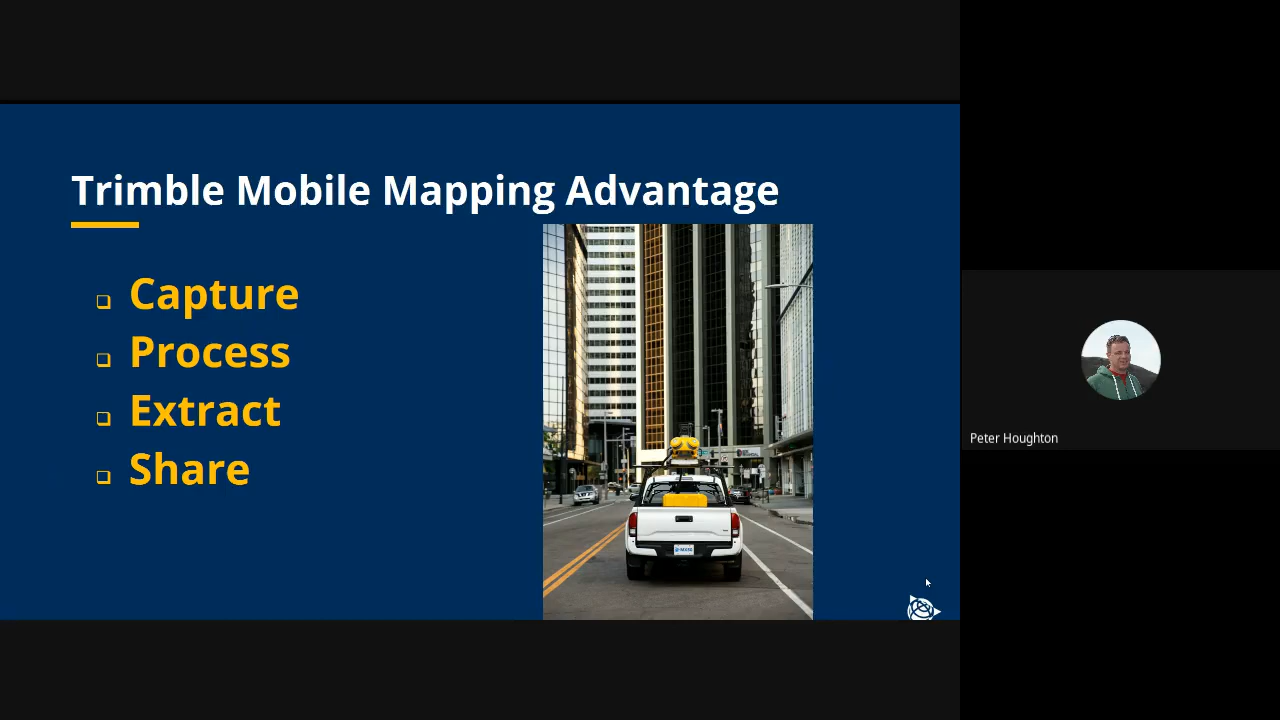 Trimble Mobile Mapping Advantage
Capture
Process
Extract
Share
Peter Houghton